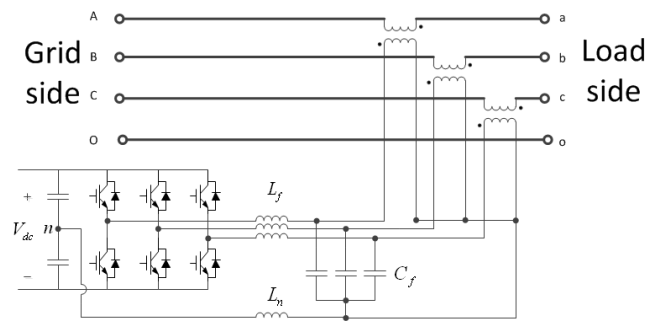 A a
Grid side B b Load side
C c
O o
L_f
+
V_dc n
−
C_f
L_n